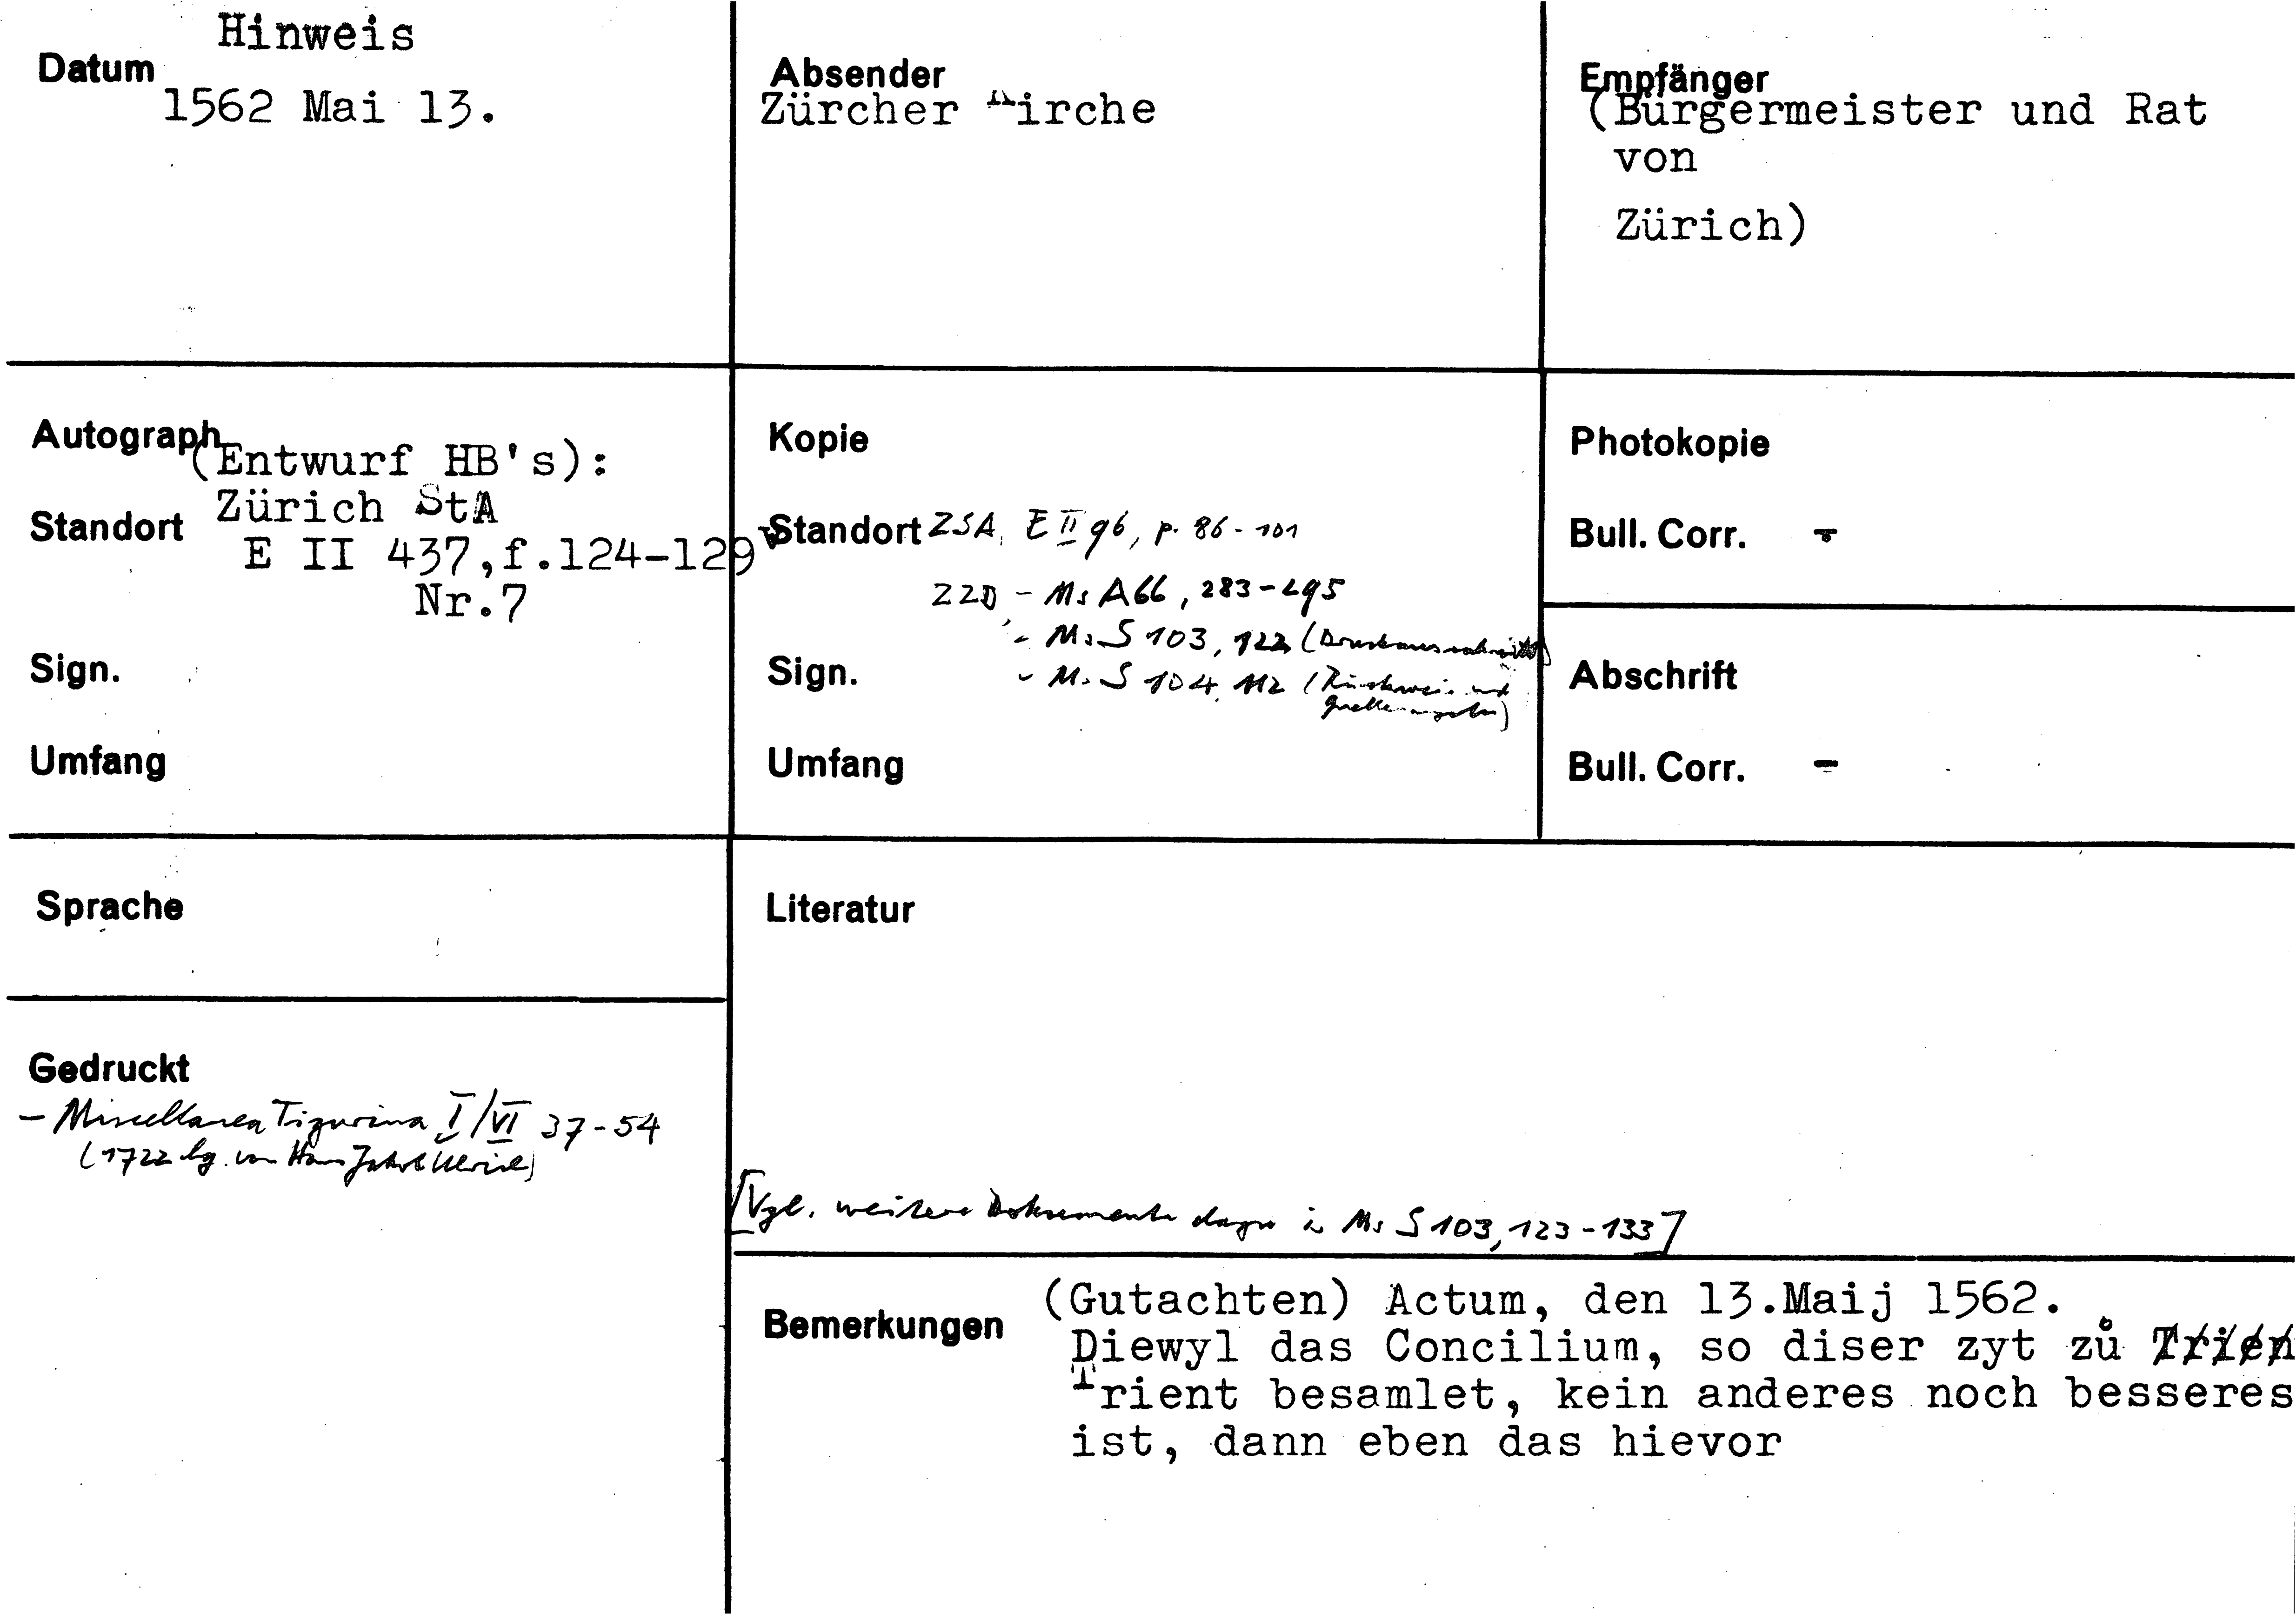 Hinweis
Datum
1562 Mai 13.
Absender
Zürcher Kirche
Empfänger
(Bürgermeister und Rat
von
Zürich)
Autograph
(Entwurf HB's):
Standort
Zürich StA
E II 437,f.124-129v
Nr.7
Sign.
Umfang
Kopie
Standort ZSA, E II 96, p. 86-101
ZZB - Ms A66, 283-295
- Ms S 103, 122 (Druckausschnitt)
Sign.
- Ms S 104, 112 (Rückweis und
Quellenangabe)
Umfang
Photokopie
Bull. Corr. -
Abschrift
Bull. Corr. -
Sprache
Gedruckt
- Miscellanea Tigurina I/VI 37-54
(1722 hg. von Hans Jakob Ulrich)
Literatur
[Vgl. weitere Dokumente dazu in Ms S 103, 123-133]
Bemerkungen
(Gutachten) Actum, den 13.Maij 1562.
Diewyl das Concilium, so diser zyt zů Trien
Trient besamlet, kein anderes noch besseres
ist, dann eben das hievor